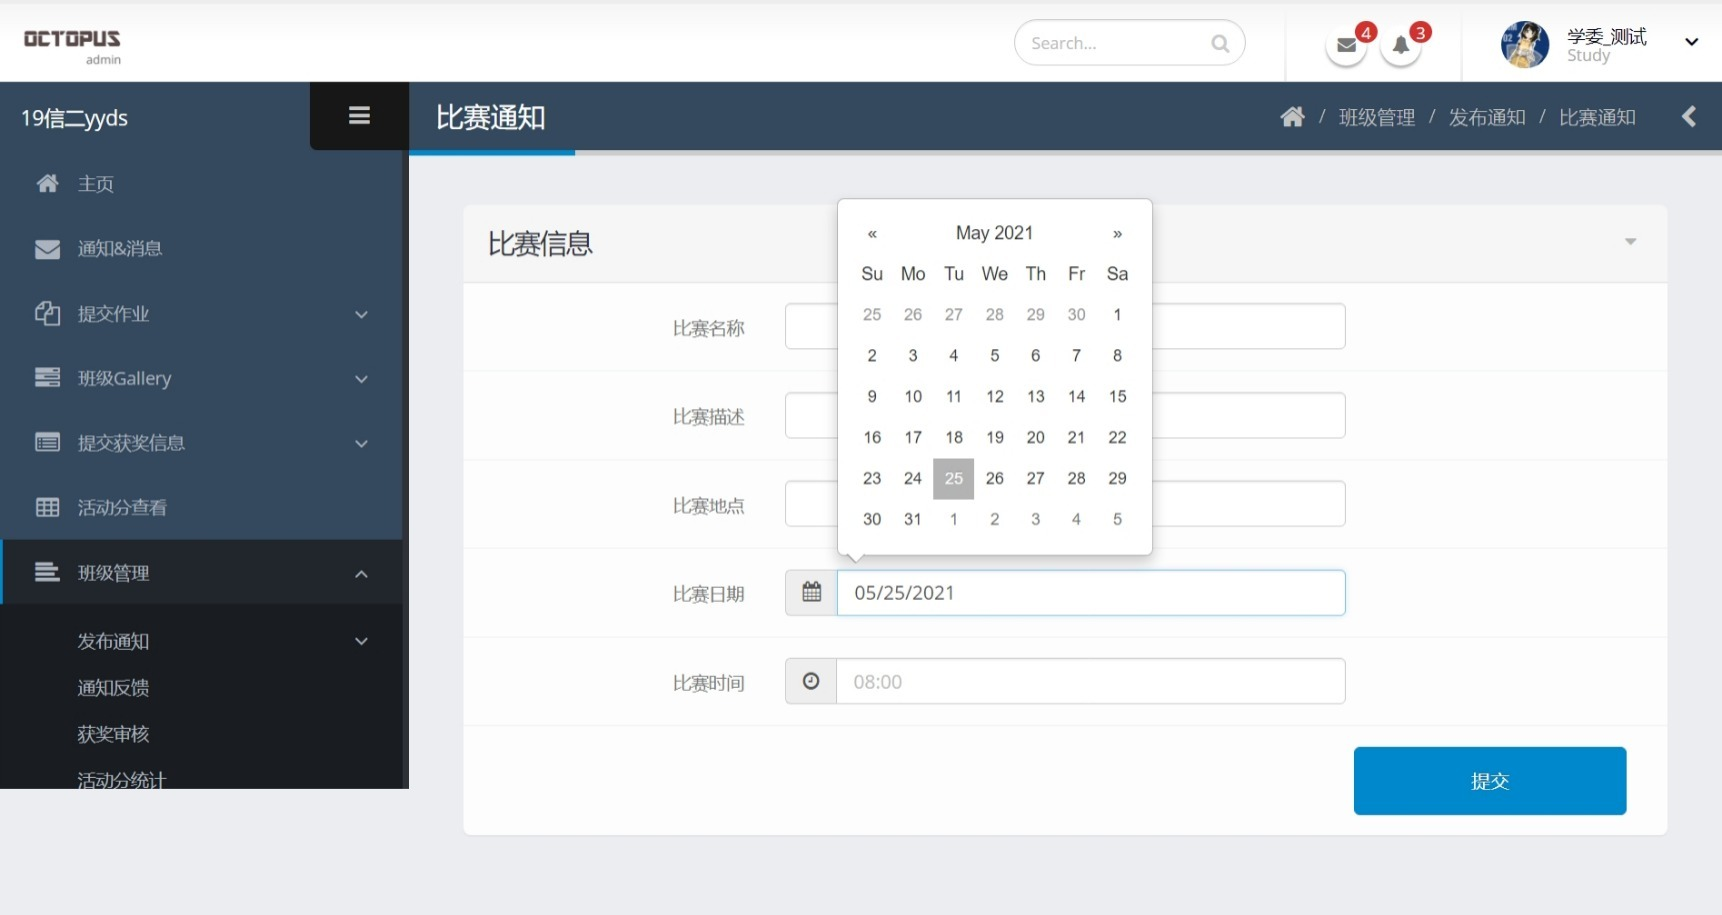 OCTOPUS
admin
Search...
4
3
学委_测试
Study
19信二yyds
比赛通知
/ 班级管理 / 发布通知 / 比赛通知
主页
通知&消息
提交作业
班级Gallery
提交获奖信息
活动分查看
班级管理
发布通知
通知反馈
获奖审核
活动分统计
比赛信息
« May 2021 »
Su Mo Tu We Th Fr Sa
25 26 27 28 29 30 1
2 3 4 5 6 7 8
9 10 11 12 13 14 15
16 17 18 19 20 21 22
23 24 25 26 27 28 29
30 31 1 2 3 4 5
比赛名称
比赛描述
比赛地点
比赛日期
05/25/2021
比赛时间
08:00
提交